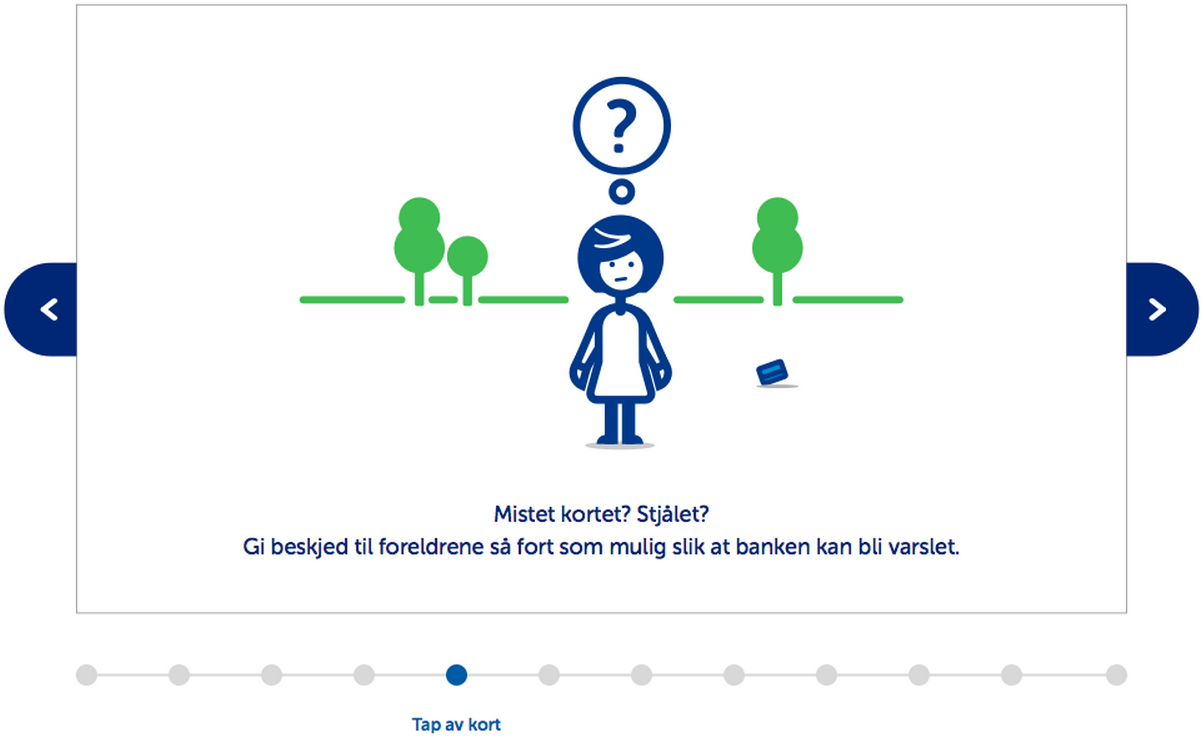 ?
Mistet kortet? Stjålet?
Gi beskjed til foreldrene så fort som mulig slik at banken kan bli varslet.
Tap av kort